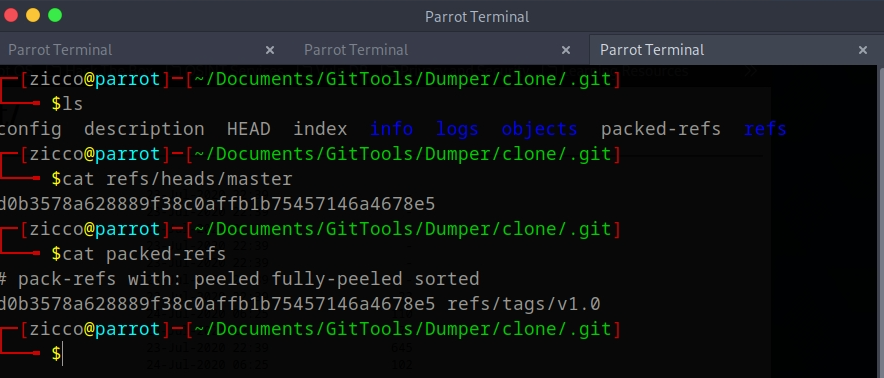 Parrot Terminal
Parrot Terminal × Parrot Terminal × Parrot Terminal ×
[zicco@parrot]─[~/Documents/GitTools/Dumper/clone/.git]
$ls
config description HEAD index info logs objects packed-refs refs
[zicco@parrot]─[~/Documents/GitTools/Dumper/clone/.git]
$cat refs/heads/master
d0b3578a628889f38c0affb1b75457146a4678e5
[zicco@parrot]─[~/Documents/GitTools/Dumper/clone/.git]
$cat packed-refs
# pack-refs with: peeled fully-peeled sorted
d0b3578a628889f38c0affb1b75457146a4678e5 refs/tags/v1.0
[zicco@parrot]─[~/Documents/GitTools/Dumper/clone/.git]
$